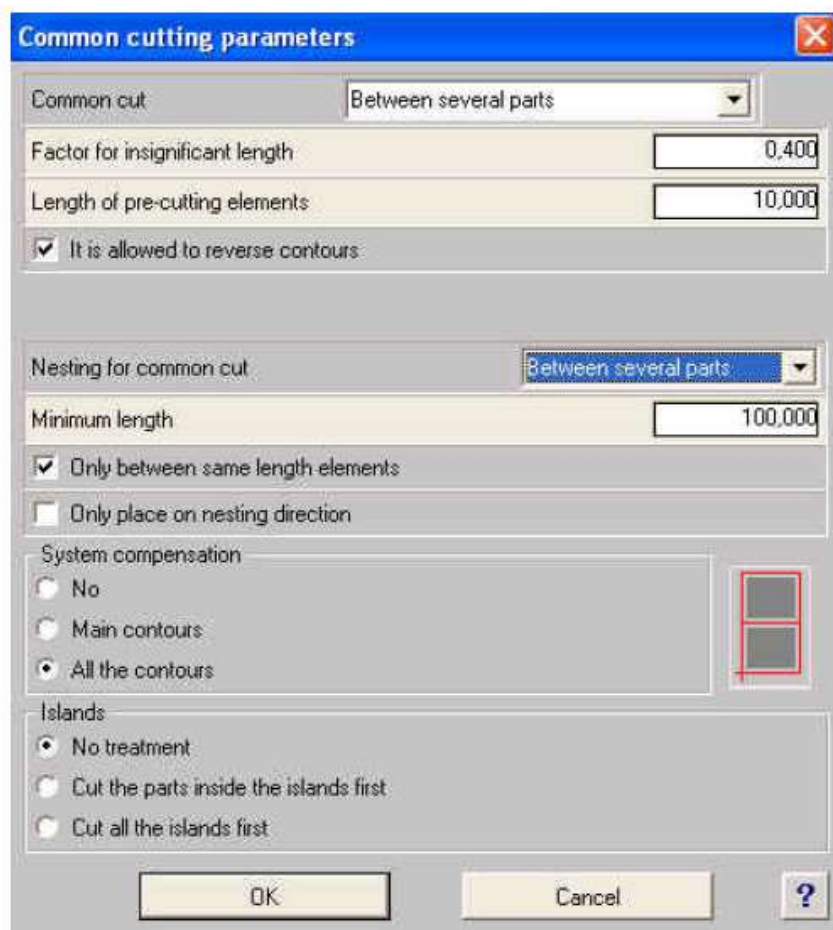 Common cutting parameters
Common cut Between several parts
Factor for insignificant length 0,400
Length of pre-cutting elements 10,000
It is allowed to reverse contours
Nesting for common cut Between several parts
Minimum length 100,000
Only between same length elements
Only place on nesting direction
System compensation
No
Main contours
All the contours
Islands
No treatment
Cut the parts inside the islands first
Cut all the islands first
OK Cancel ?